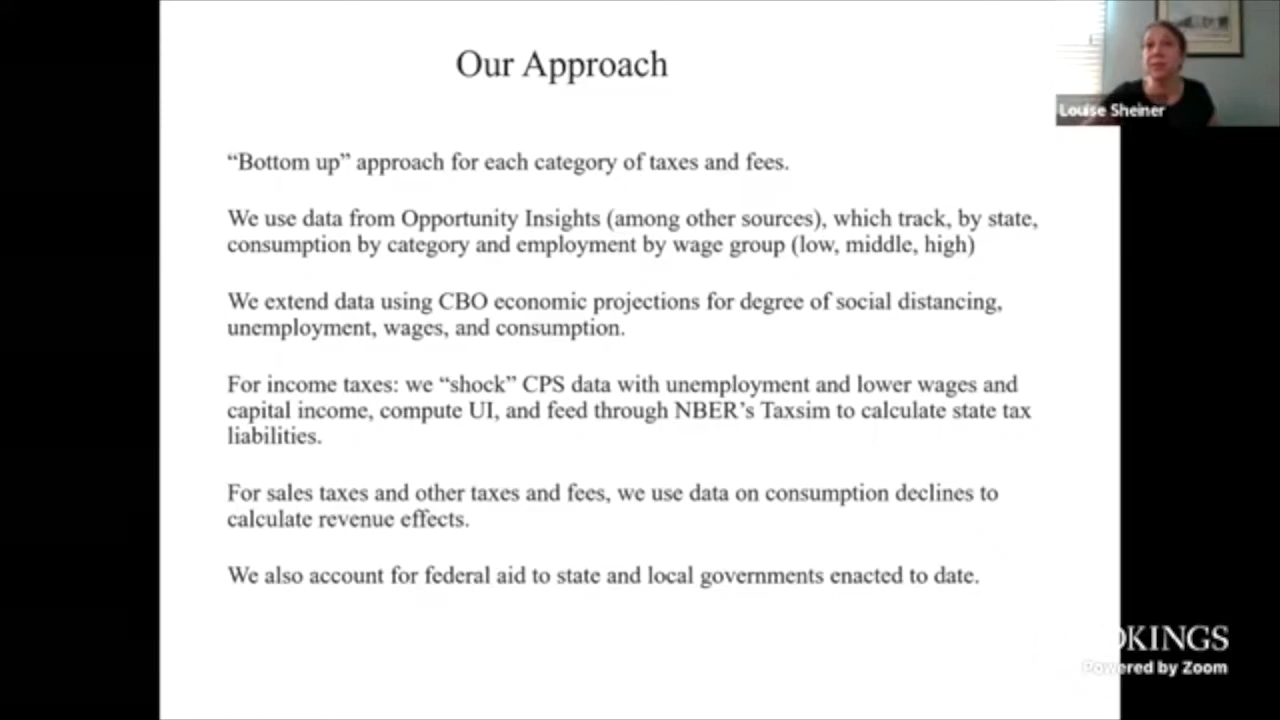 Our Approach
Louise Sheiner
“Bottom up” approach for each category of taxes and fees.
We use data from Opportunity Insights (among other sources), which track, by state,
consumption by category and employment by wage group (low, middle, high)
We extend data using CBO economic projections for degree of social distancing,
unemployment, wages, and consumption.
For income taxes: we “shock” CPS data with unemployment and lower wages and
capital income, compute UI, and feed through NBER’s Taxsim to calculate state tax
liabilities.
For sales taxes and other taxes and fees, we use data on consumption declines to
calculate revenue effects.
We also account for federal aid to state and local governments enacted to date.
OKINGS
Powered by Zoom